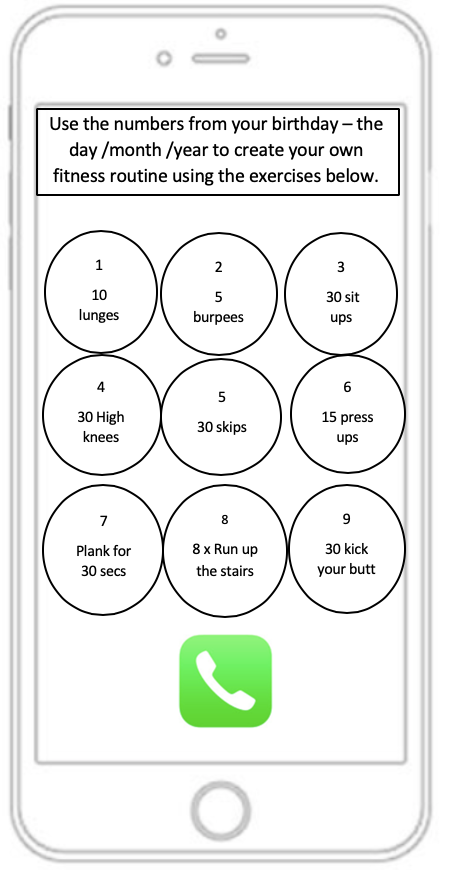 Use the numbers from your birthday – the
day /month /year to create your own
fitness routine using the exercises below.
1
10
lunges
2
5
burpees
3
30 sit
ups
4
30 High
knees
5
30 skips
6
15 press
ups
7
Plank for
30 secs
8
8 x Run up
the stairs
9
30 kick
your butt